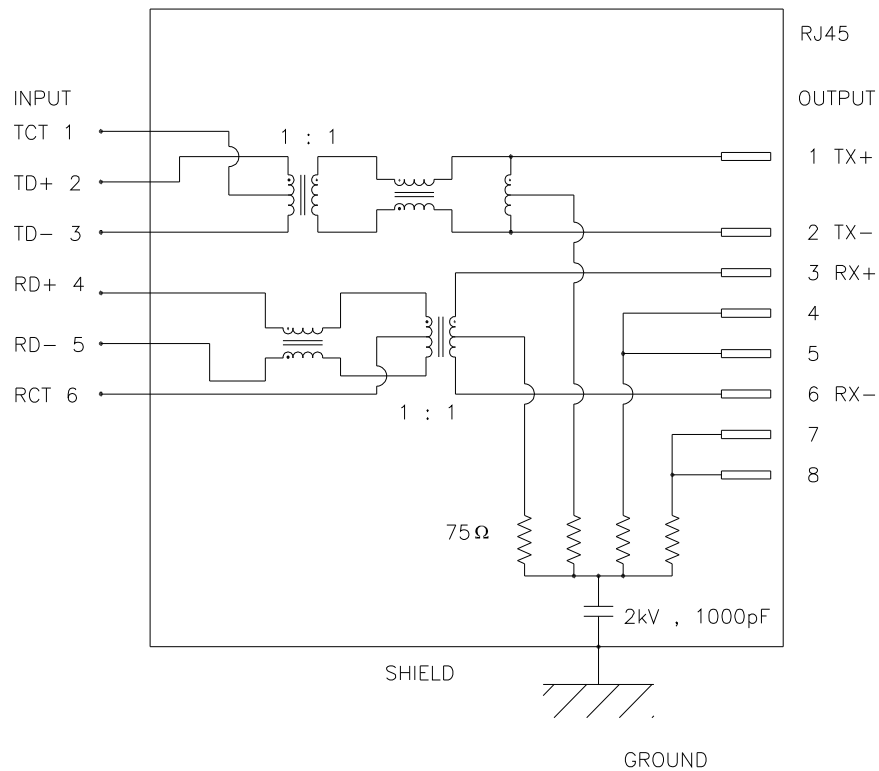 RJ45
INPUT
OUTPUT
TCT 1
1 : 1
1 TX+
TD+ 2
TD- 3
2 TX-
3 RX+
RD+ 4
4
RD- 5
5
RCT 6
6 RX-
1 : 1
7
8
75Ω
2kV , 1000pF
SHIELD
GROUND